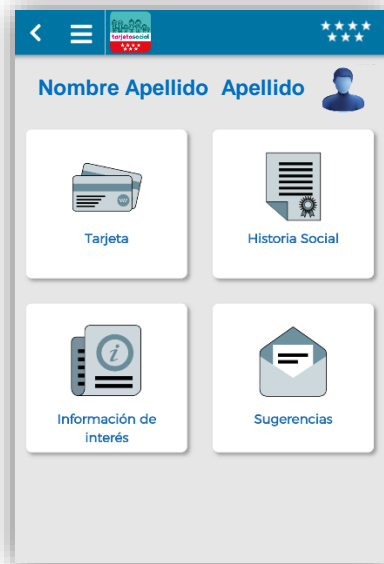 tarjetasocial
Nombre Apellido Apellido
Tarjeta
Historia Social
Información de
interés
Sugerencias